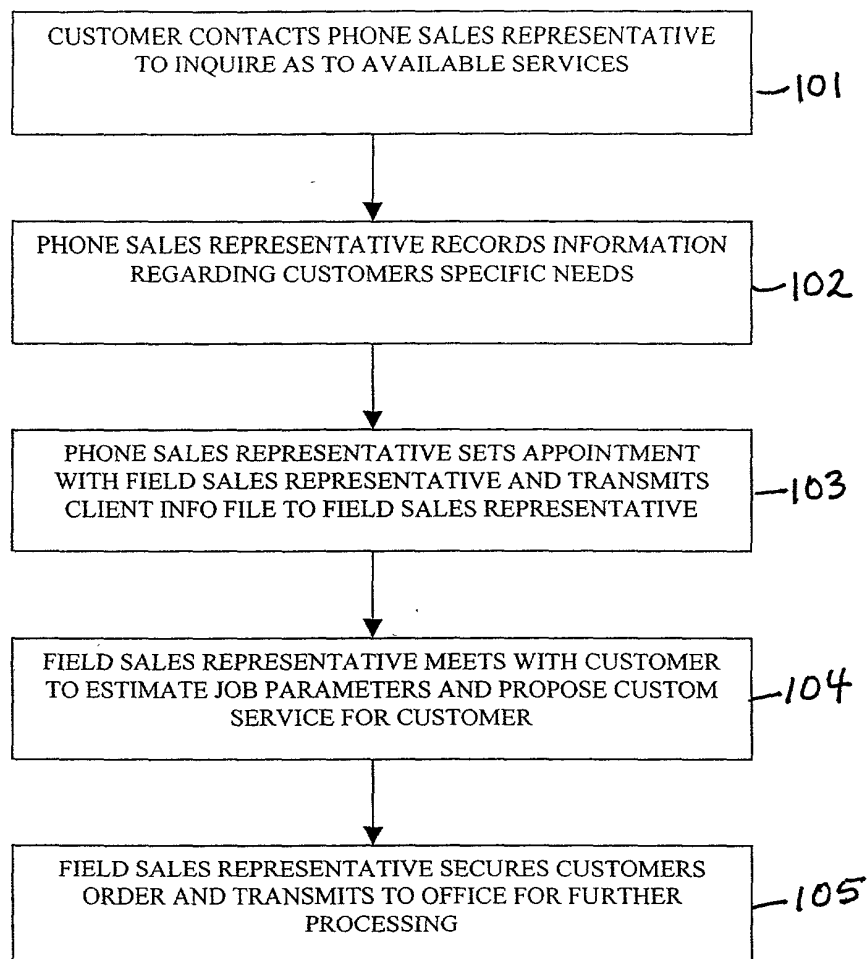 CUSTOMER CONTACTS PHONE SALES REPRESENTATIVE
TO INQUIRE AS TO AVAILABLE SERVICES
101
PHONE SALES REPRESENTATIVE RECORDS INFORMATION
REGARDING CUSTOMERS SPECIFIC NEEDS
102
PHONE SALES REPRESENTATIVE SETS APPOINTMENT
WITH FIELD SALES REPRESENTATIVE AND TRANSMITS
CLIENT INFO FILE TO FIELD SALES REPRESENTATIVE
103
FIELD SALES REPRESENTATIVE MEETS WITH CUSTOMER
TO ESTIMATE JOB PARAMETERS AND PROPOSE CUSTOM
SERVICE FOR CUSTOMER
104
FIELD SALES REPRESENTATIVE SECURES CUSTOMERS
ORDER AND TRANSMITS TO OFFICE FOR FURTHER
PROCESSING
105